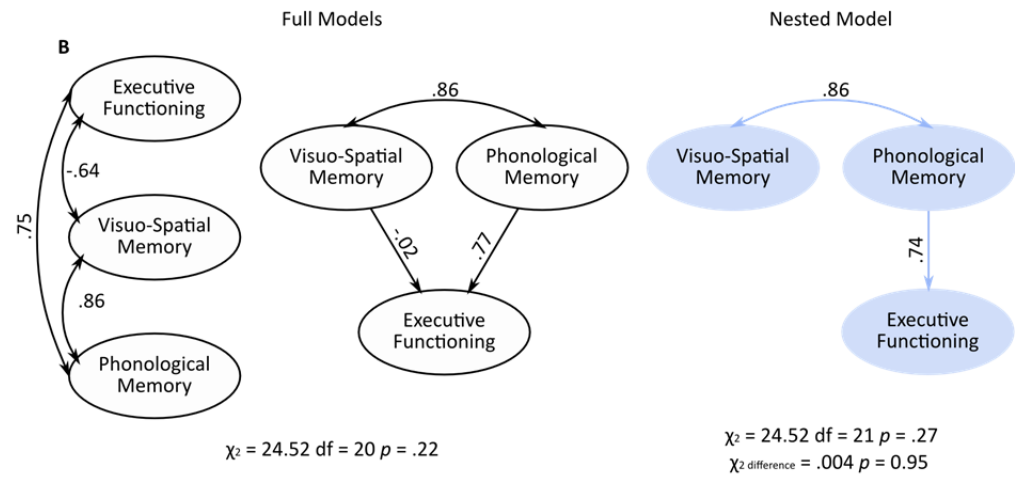 Full Models
Nested Model
B
Executive
Functioning
-.64
.75
Visuo-Spatial
Memory
.86
Phonological
Memory
.86
Visuo-Spatial
Memory
Phonological
Memory
-.02
.77
Executive
Functioning
χ2 = 24.52 df = 20 p = .22
.86
Visuo-Spatial
Memory
Phonological
Memory
.74
Executive
Functioning
χ2 = 24.52 df = 21 p = .27
χ2 difference = .004 p = 0.95